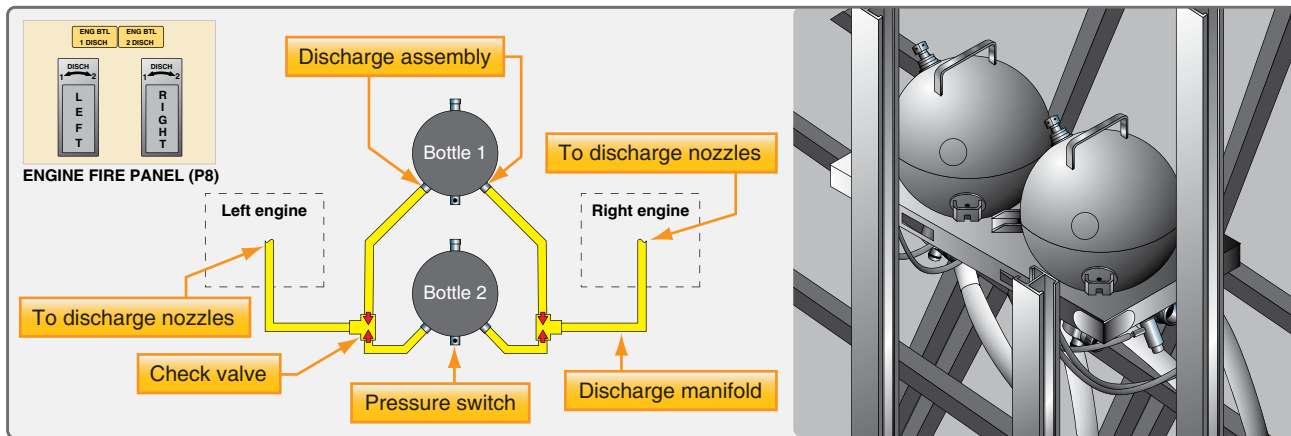 ENG BTL
1 DISCH
ENG BTL
2 DISCH
DISCH
1 2
LEFT
DISCH
1 2
RIGHT
ENGINE FIRE PANEL (P8)
Discharge assembly
Bottle 1
To discharge nozzles
Left engine
Right engine
Bottle 2
To discharge nozzles
Check valve
Pressure switch
Discharge manifold